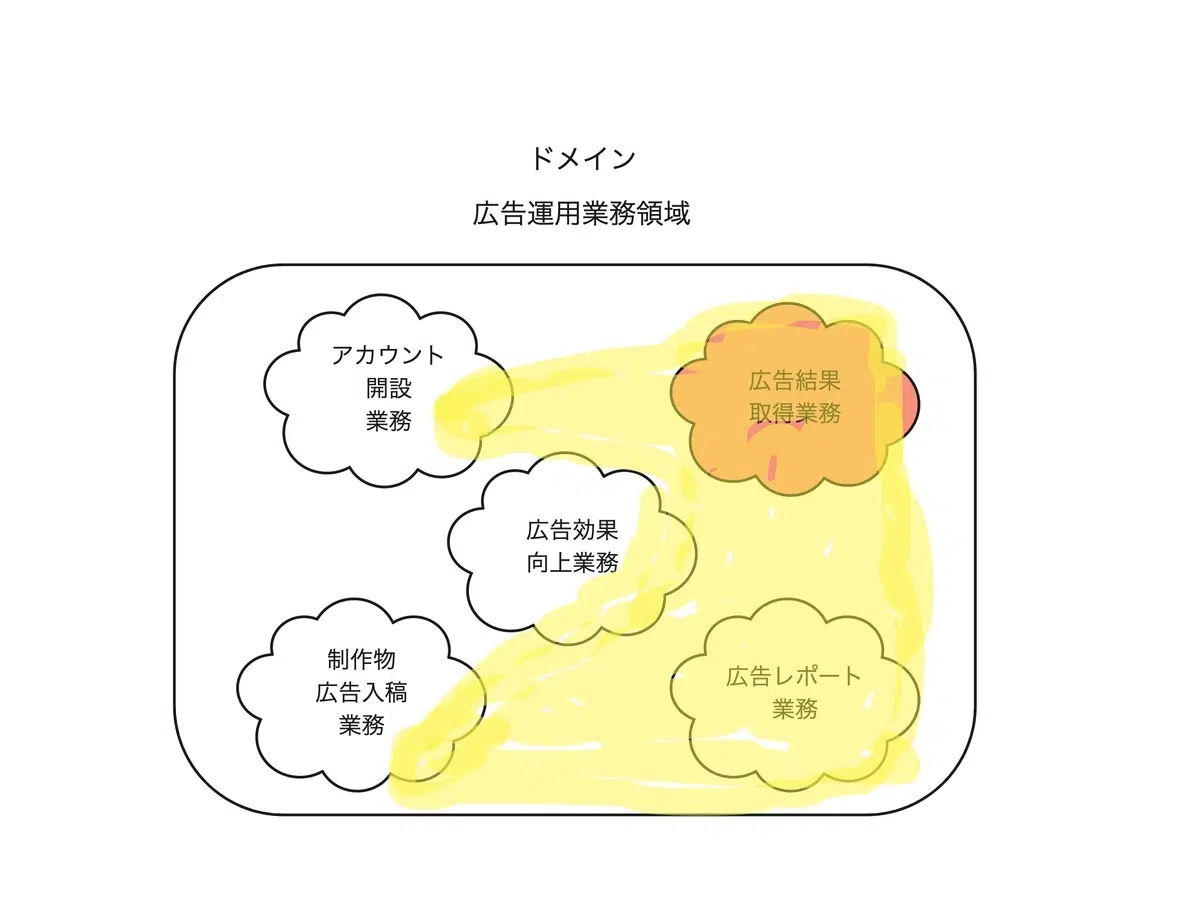 ドメイン
広告運用業務領域
アカウント
開設
業務
広告結果
取得業務
広告効果
向上業務
制作物
広告入稿
業務
広告レポート
業務